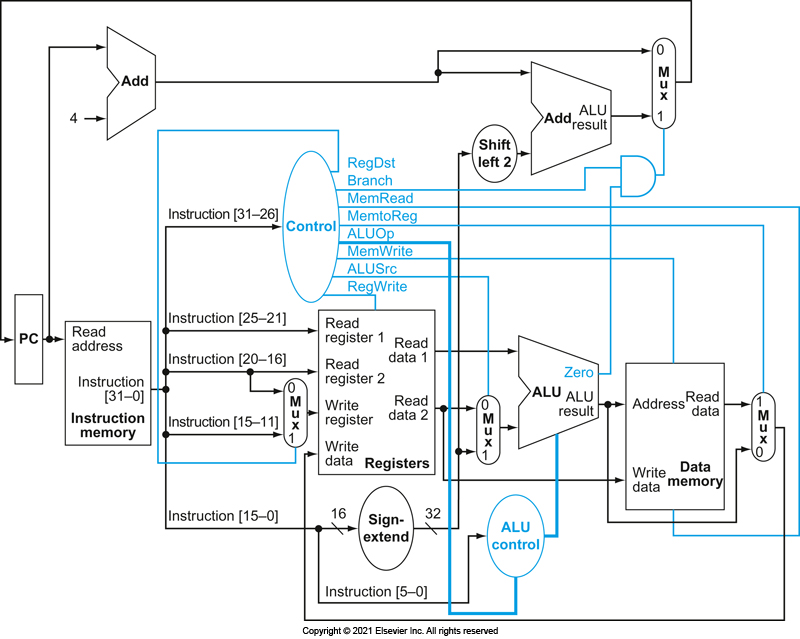 Add
4
Add ALU
result
0
Mux
1
Shift
left 2
RegDst
Branch
MemRead
MemtoReg
ALUOp
MemWrite
ALUSrc
RegWrite
Control
Instruction [31–26]
Instruction [25–21]
Instruction [20–16]
Instruction [15–11]
Instruction [15–0]
Instruction [5–0]
PC
Read
address
Instruction
[31–0]
Instruction
memory
0
Mux
1
Read
register 1
Read
register 2
Write
register
Write
data
Read
data 1
Read
data 2
Registers
0
Mux
1
Zero
ALU ALU
result
Address
Read
data
Write
data
Data
memory
1
Mux
0
16
Sign-
extend
32
ALU
control
Copyright © 2021 Elsevier Inc. All rights reserved